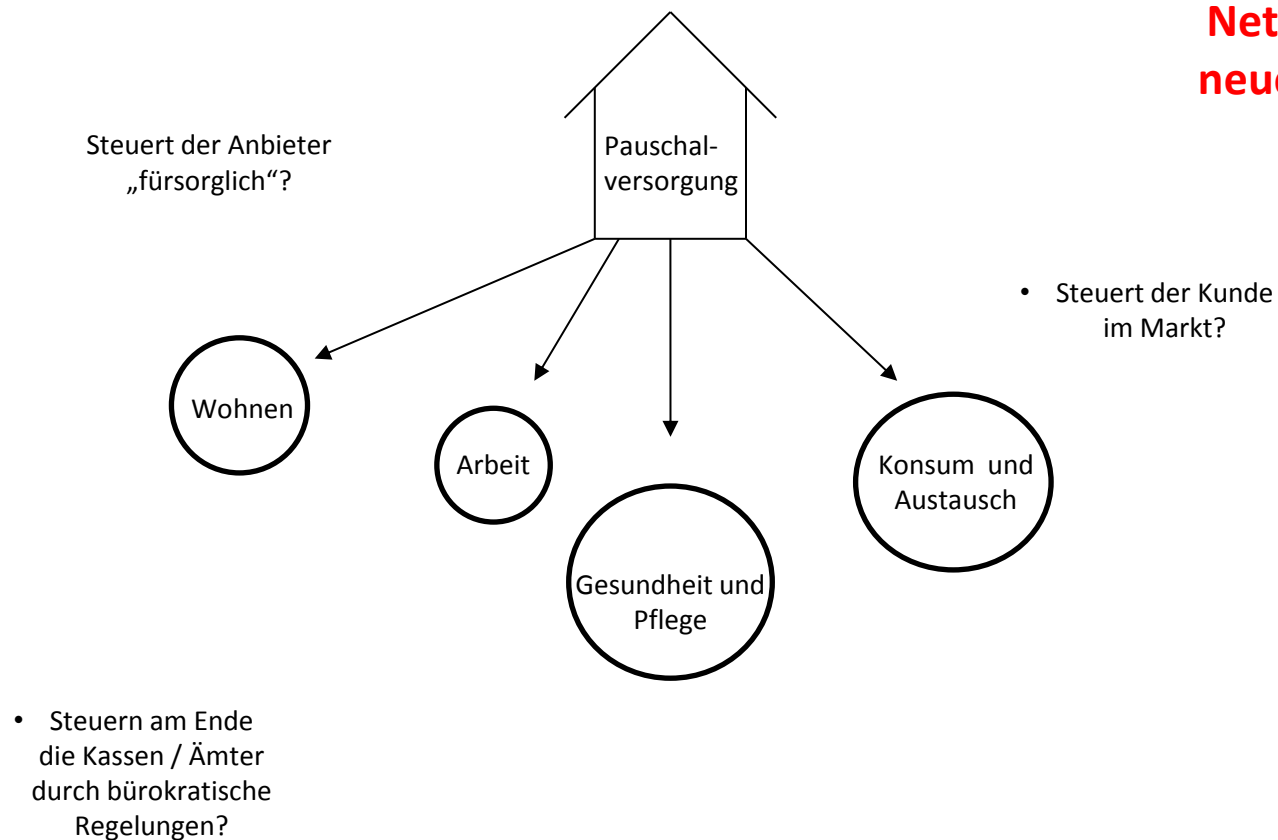 Net
neue
Steuert der Anbieter
„fürsorglich“?
Pauschal-
versorgung
• Steuert der Kunde
im Markt?
Wohnen
Arbeit
Konsum und
Austausch
Gesundheit und
Pflege
• Steuern am Ende
die Kassen / Ämter
durch bürokratische
Regelungen?